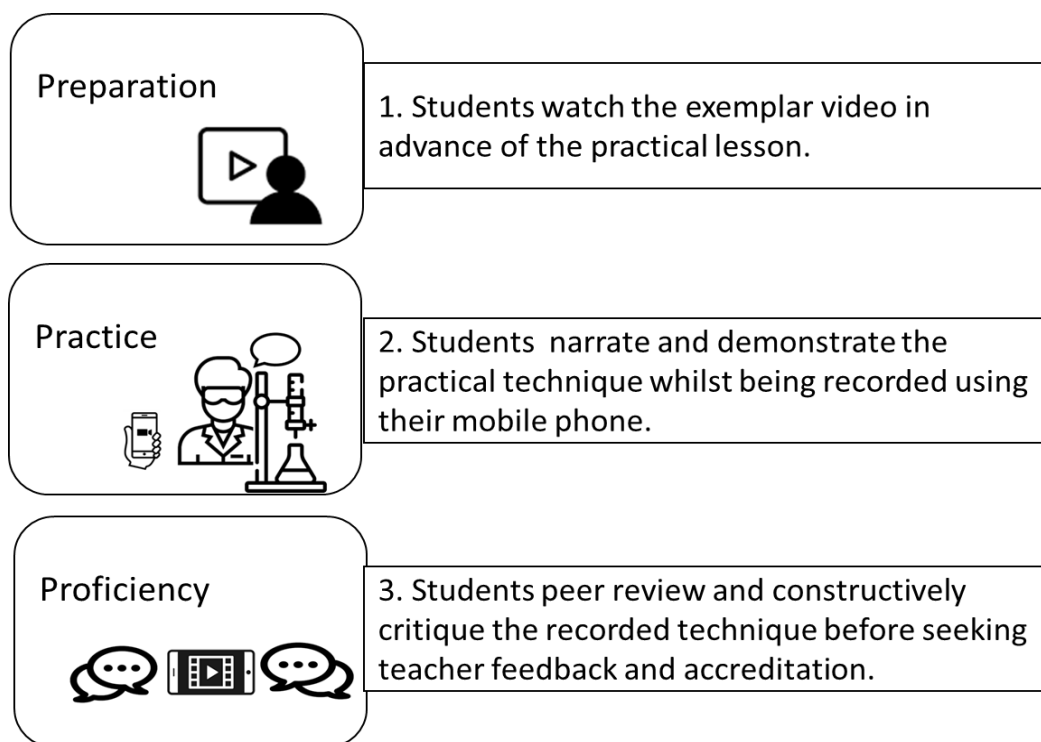 Preparation
1. Students watch the exemplar video in
advance of the practical lesson.
Practice
2. Students  narrate and demonstrate the
practical technique whilst being recorded using
their mobile phone.
Proficiency
3. Students peer review and constructively
critique the recorded technique before seeking
teacher feedback and accreditation.